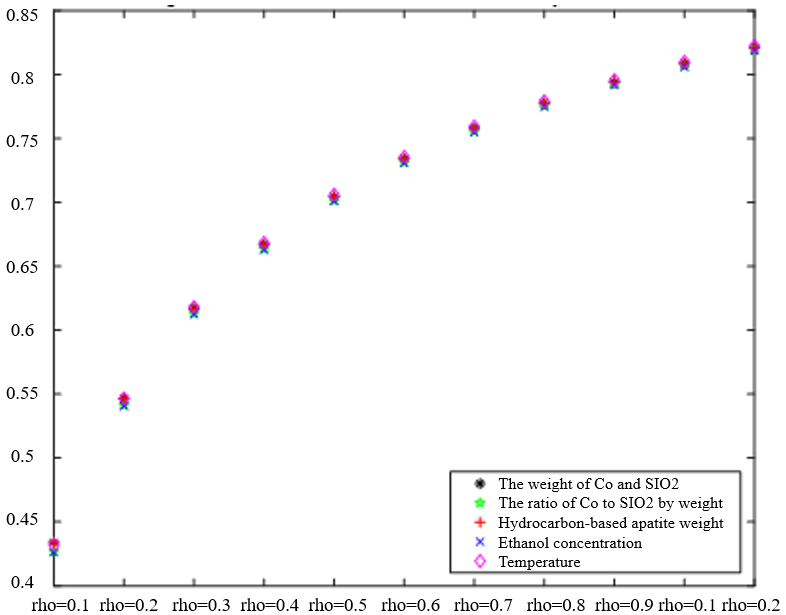 0.85
0.8
0.75
0.7
0.65
0.6
0.55
0.5
0.45
0.4
The weight of Co and SIO2
The ratio of Co to SIO2 by weight
Hydrocarbon-based apatite weight
Ethanol concentration
Temperature
rho=0.1 rho=0.2 rho=0.3 rho=0.4 rho=0.5 rho=0.6 rho=0.7 rho=0.8 rho=0.9 rho=0.1 rho=0.2